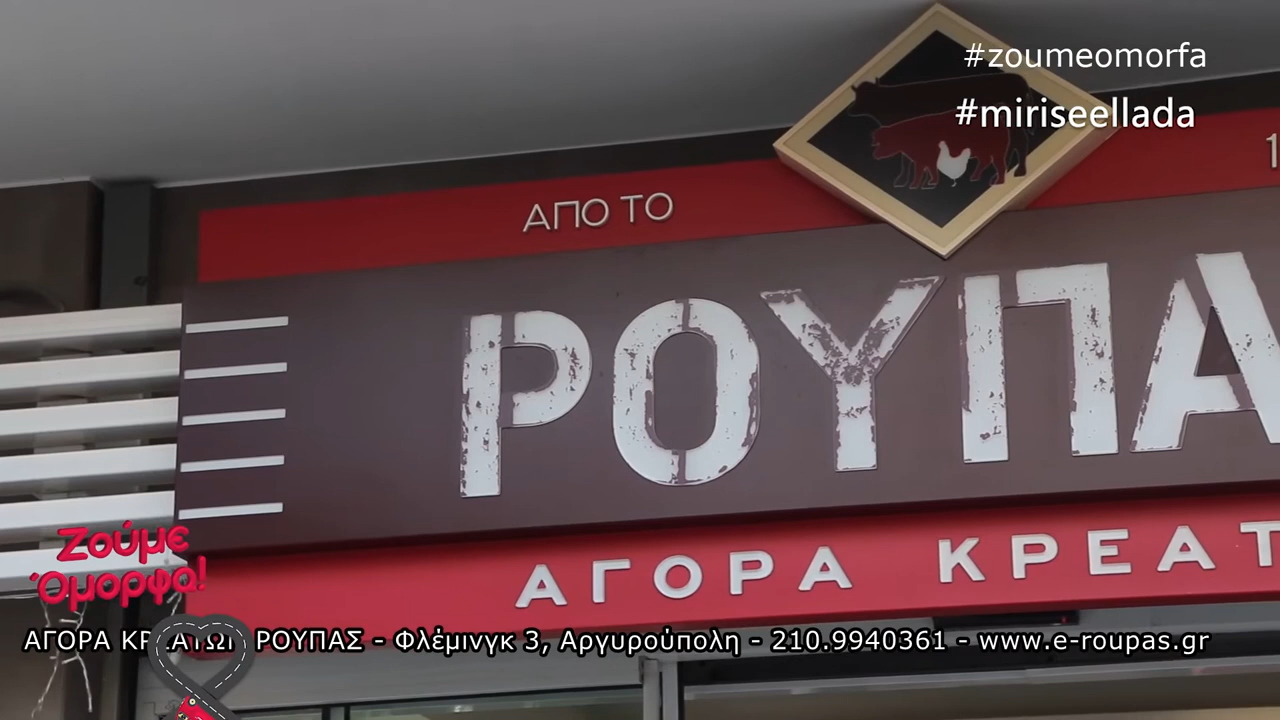 #zoumeomorfa
#miriseellada
ΑΠΟ ΤΟ
ΡΟΥΠΑ
ΑΓΟΡΑ ΚΡΕΑΤ
Ζούμε
Όμορφα!
ΑΓΟΡΑ ΚΡΕΑΤΩΝ ΡΟΥΠΑΣ - Φλέμινγκ 3, Αργυρούπολη - 210.9940361 - www.e-roupas.gr